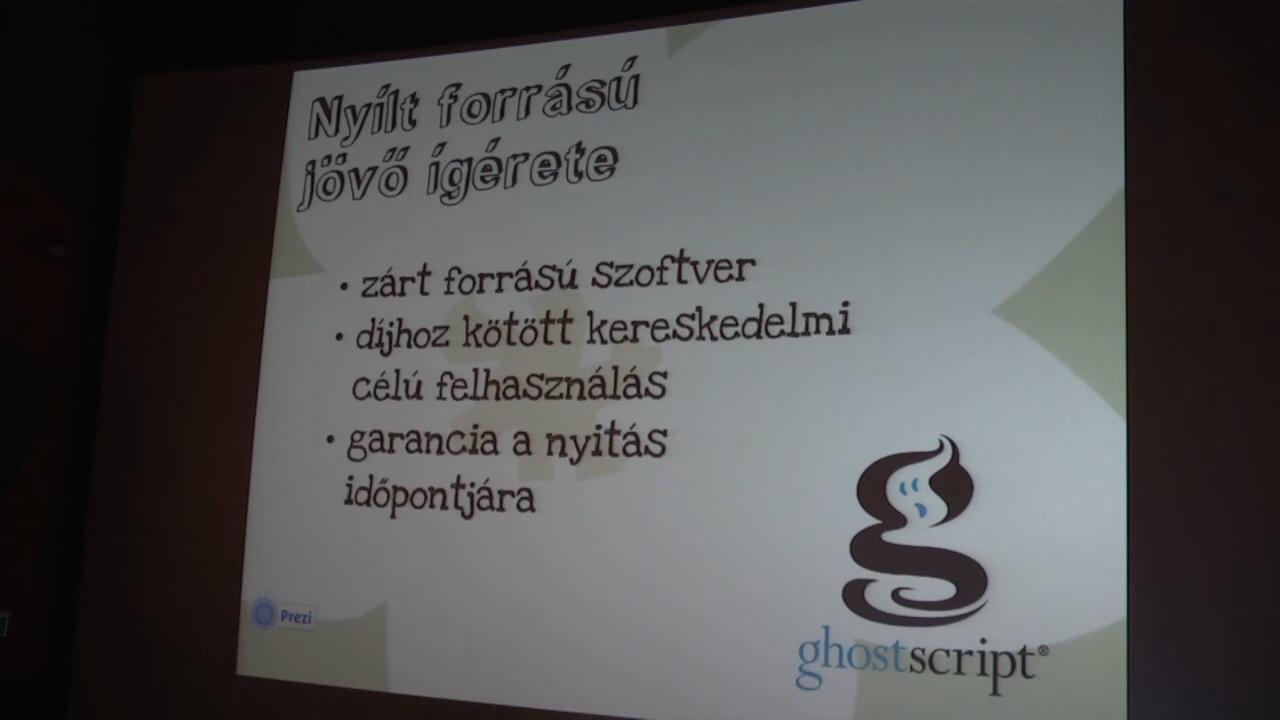 Nyílt forrású
jövő ígérete
• zárt forrású szoftver
• díjhoz kötött kereskedelmi
célú felhasználás
• garancia a nyitás
időpontjára
Prezi
ghostscript®